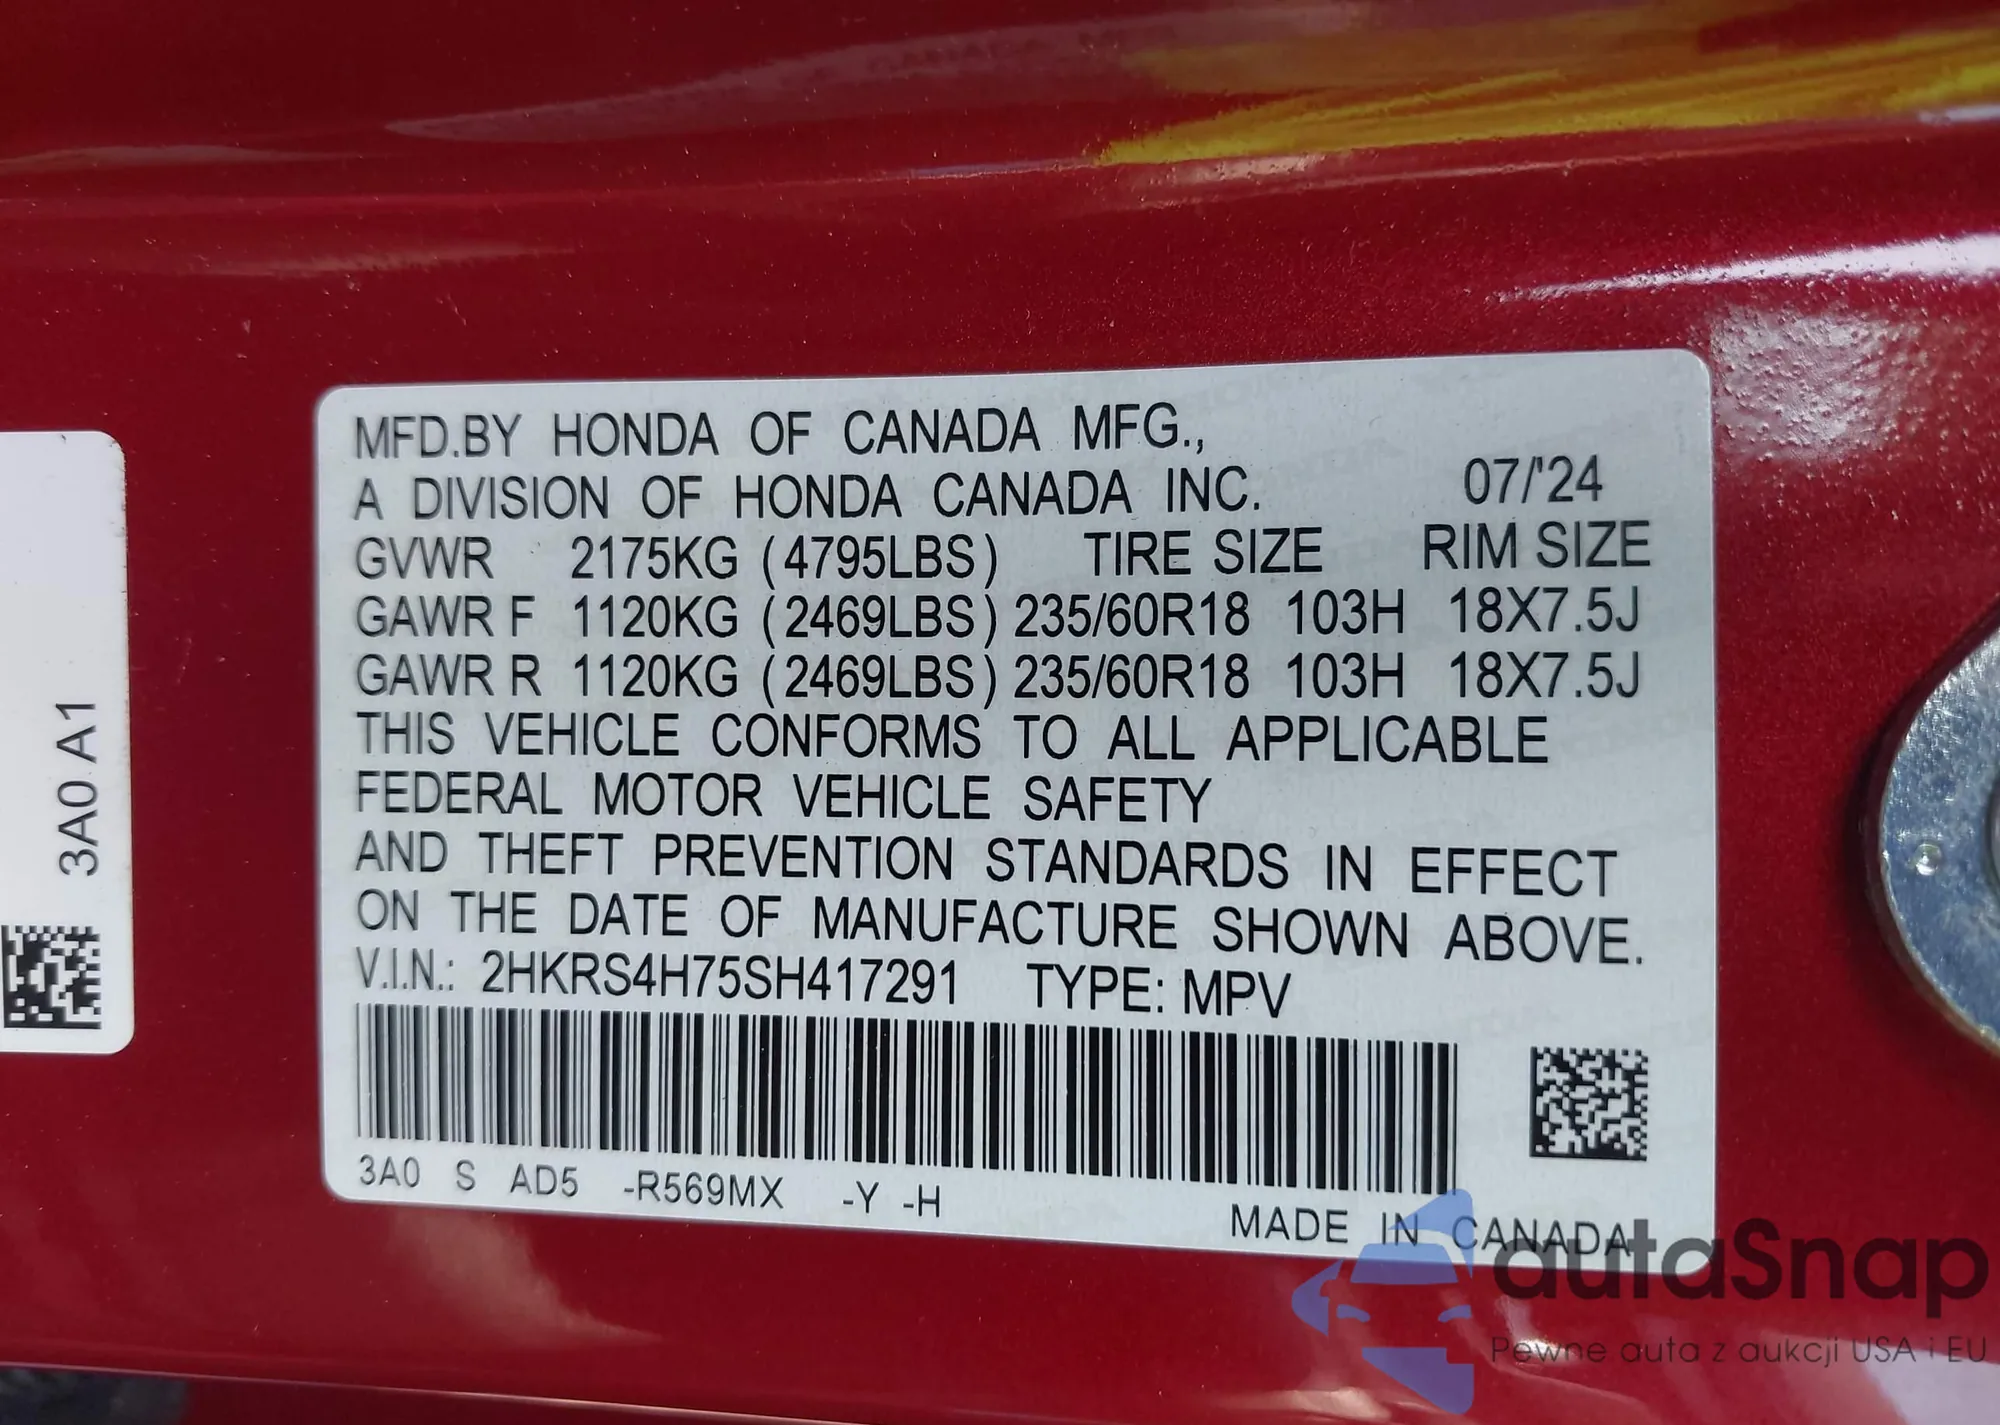 MFD.BY HONDA OF CANADA MFG.,
A DIVISION OF HONDA CANADA INC. 07/'24
GVWR 2175KG (4795LBS) TIRE SIZE RIM SIZE
GAWR F 1120KG (2469LBS) 235/60R18 103H 18X7.5J
GAWR R 1120KG (2469LBS) 235/60R18 103H 18X7.5J
THIS VEHICLE CONFORMS TO ALL APPLICABLE
FEDERAL MOTOR VEHICLE SAFETY
AND THEFT PREVENTION STANDARDS IN EFFECT
ON THE DATE OF MANUFACTURE SHOWN ABOVE.
V.I.N.: 2HKRS4H75SH417291 TYPE: MPV
3A0 S AD5 -R569MX -Y -H
MADE IN CANADA
3A0 A1
autaSnap
Pewne auta z aukcji USA i EU